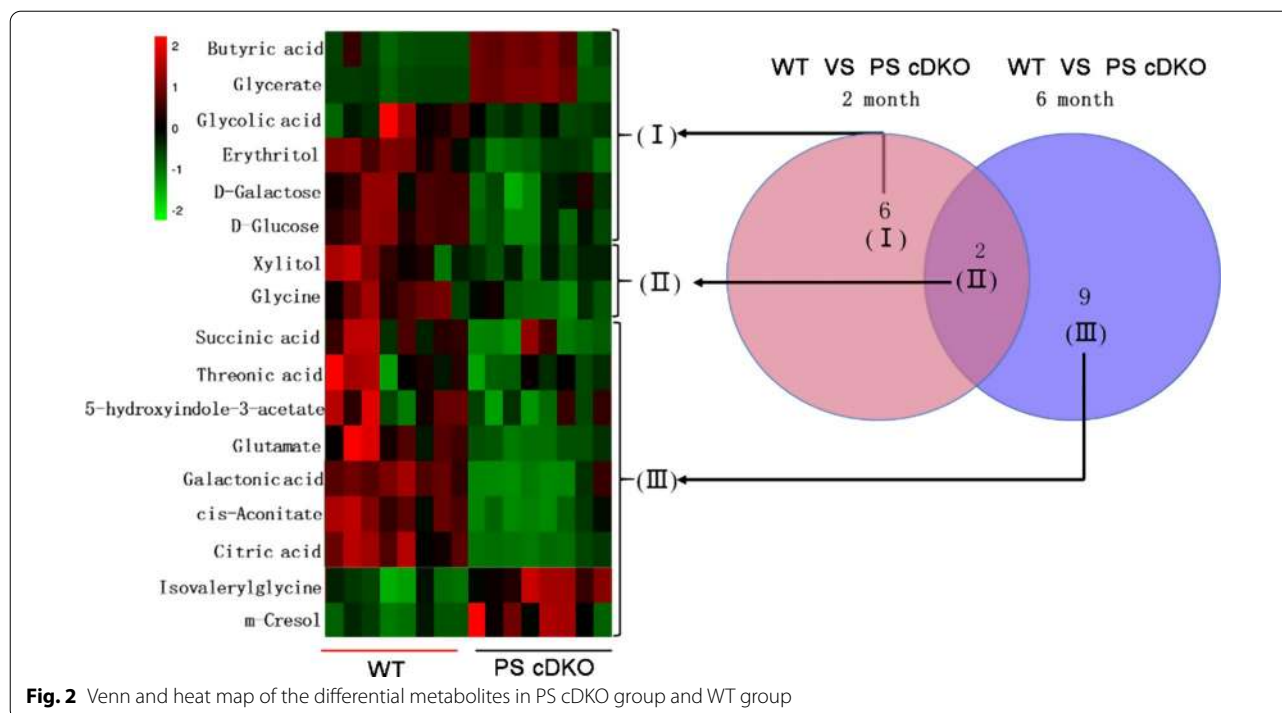 2
1
0
-1
-2
Butyric acid
Glycerate
Glycolic acid
Erythritol
D-Galactose
D-Glucose
Xylitol
Glycine
Succinic acid
Threonic acid
5-hydroxyindole-3-acetate
Glutamate
Galactonic acid
cis-Aconitate
Citric acid
Isovalerylglycine
m-Cresol
WT
PS cDKO
(Ⅰ)
(Ⅱ)
(Ⅲ)
WT VS PS cDKO
2 month
WT VS PS cDKO
6 month
6
(Ⅰ)
2
(Ⅱ)
9
(Ⅲ)
Fig. 2 Venn and heat map of the differential metabolites in PS cDKO group and WT group